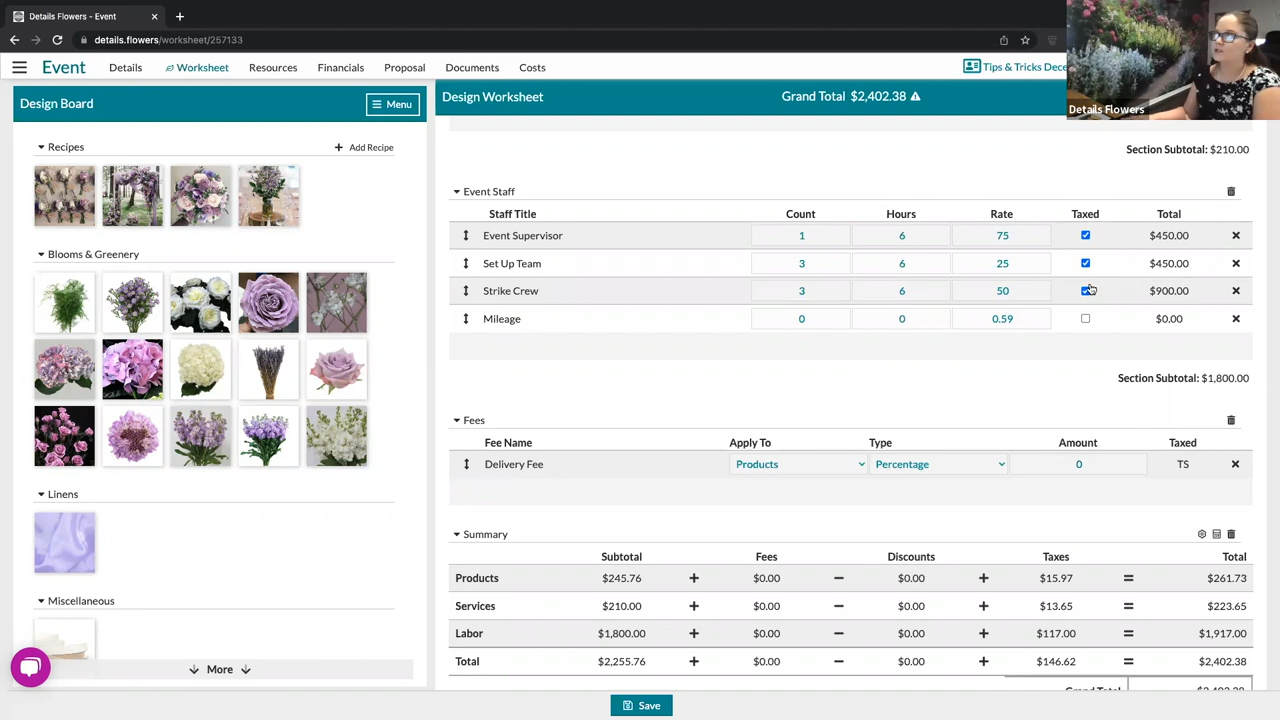 Details Flowers - Event
details.flowers/worksheet/257133
Event
Details
Worksheet
Resources
Financials
Proposal
Documents
Costs
Tips & Tricks Dece
Details Flowers
Design Board
Menu
Recipes
Add Recipe
Blooms & Greenery
Linens
Miscellaneous
More
Design Worksheet
Grand Total $2,402.38
Section Subtotal: $210.00
Event Staff
Staff Title Count Hours Rate Taxed Total
Event Supervisor 1 6 75 $450.00
Set Up Team 3 6 25 $450.00
Strike Crew 3 6 50 $900.00
Mileage 0 0 0.59 $0.00
Section Subtotal: $1,800.00
Fees
Fee Name Apply To Type Amount Taxed
Delivery Fee Products Percentage 0 TS
Summary
Subtotal Fees Discounts Taxes Total
Products $245.76 + $0.00 − $0.00 + $15.97 = $261.73
Services $210.00 + $0.00 − $0.00 + $13.65 = $223.65
Labor $1,800.00 + $0.00 − $0.00 + $117.00 = $1,917.00
Total $2,255.76 + $0.00 − $0.00 + $146.62 = $2,402.38
Grand Total $2,402.38
Save